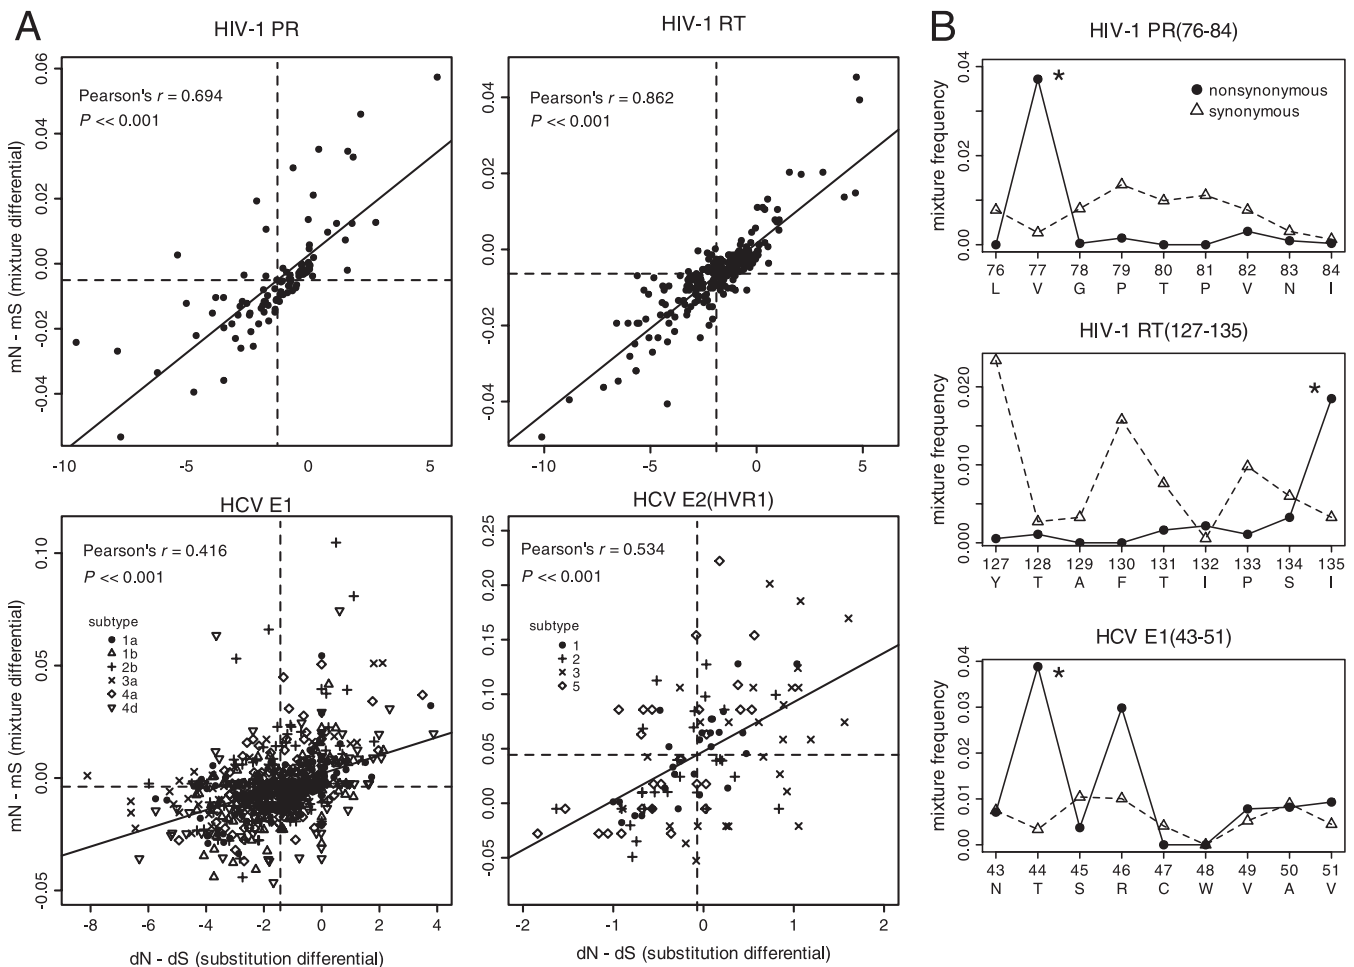 A
HIV-1 PR
Pearson's r = 0.694
P << 0.001
mN - mS (mixture differential)
0.06
0.04
0.02
0.00
-0.02
-0.04
-10 -5 0 5
HIV-1 RT
Pearson's r = 0.862
P << 0.001
0.04
0.02
0.00
-0.02
-0.04
-10 -5 0 5
HCV E1
Pearson's r = 0.416
P << 0.001
subtype
1a
1b
2b
3a
4a
4d
mN - mS (mixture differential)
0.10
0.05
0.00
-0.05
-8 -6 -4 -2 0 2 4
dN - dS (substitution differential)
HCV E2(HVR1)
Pearson's r = 0.534
P << 0.001
subtype
1
2
3
5
0.25
0.20
0.15
0.10
0.05
0.00
-0.05
-2 -1 0 1 2
dN - dS (substitution differential)
B
HIV-1 PR(76-84)
*
nonsynonymous
synonymous
mixture frequency
0.04
0.02
0.00
76 77 78 79 80 81 82 83 84
L V G P T P V N I
HIV-1 RT(127-135)
*
mixture frequency
0.020
0.010
0.000
127 128 129 130 131 132 133 134 135
Y T A F T I P S I
HCV E1(43-51)
*
mixture frequency
0.04
0.03
0.02
0.01
0.00
43 44 45 46 47 48 49 50 51
N T S R C W V A V